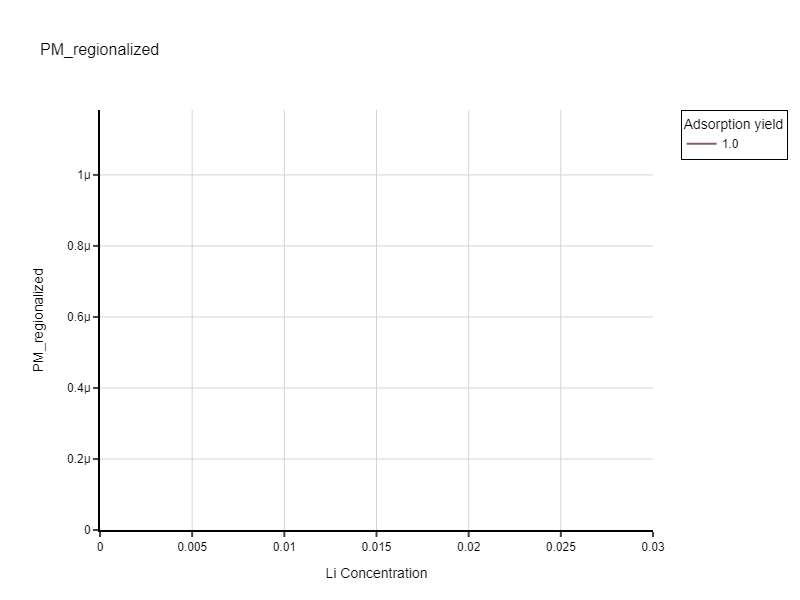 PM_regionalized
Adsorption yield
1.0
1µ
0.8µ
0.6µ
0.4µ
0.2µ
0
PM_regionalized
0 0.005 0.01 0.015 0.02 0.025 0.03
Li Concentration